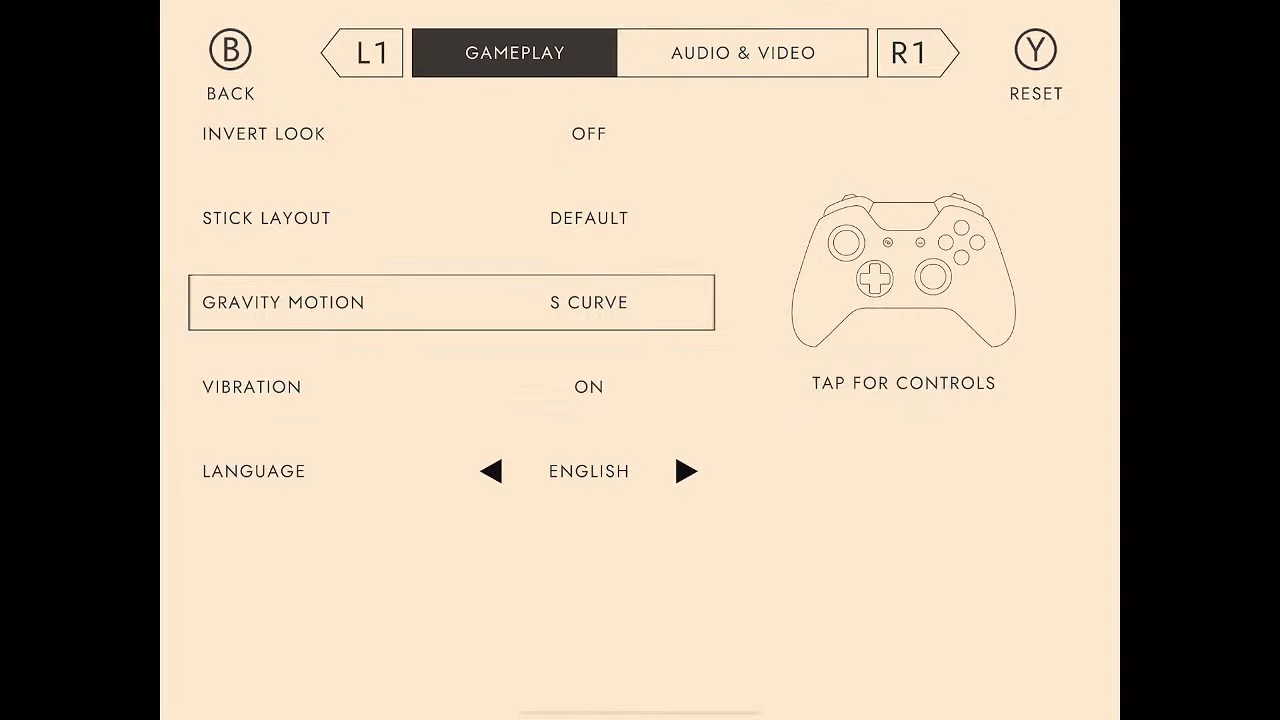 B
BACK
L1
GAMEPLAY
AUDIO & VIDEO
R1
Y
RESET
INVERT LOOK OFF
STICK LAYOUT DEFAULT
GRAVITY MOTION S CURVE
VIBRATION ON
LANGUAGE ENGLISH
TAP FOR CONTROLS